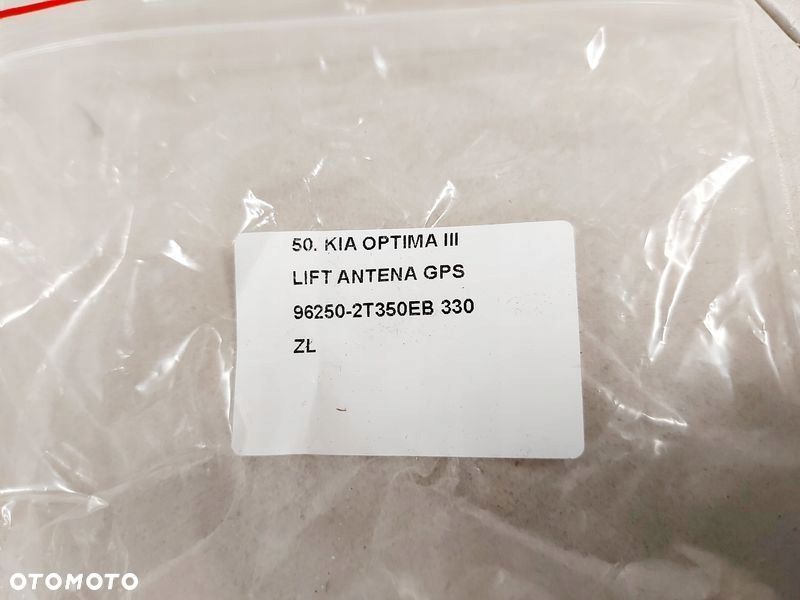 50. KIA OPTIMA III
LIFT ANTENA GPS
96250-2T350EB 330
ZŁ
OTOMOTO